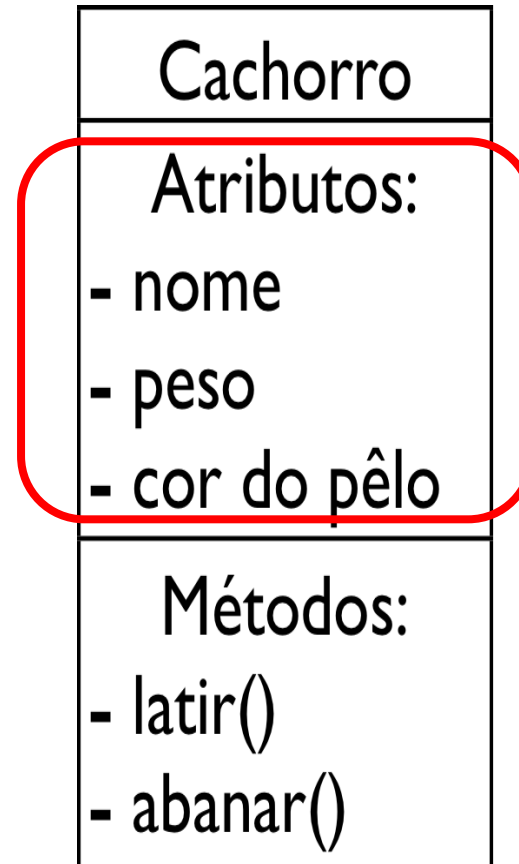 Cachorro
Atributos:
- nome
- peso
- cor do pêlo
Métodos:
- latir()
- abanar()